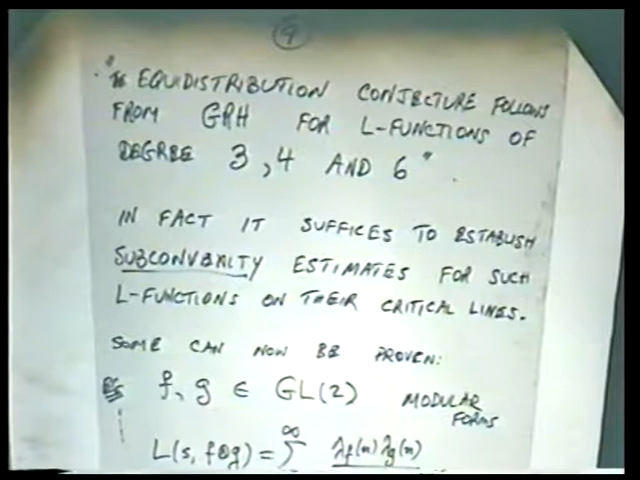 9
" EQUIDISTRIBUTION CONJECTURE FOLLOWS
FROM GRH FOR L-FUNCTIONS OF
DEGREE 3, 4 AND 6 ".
IN FACT IT SUFFICES TO ESTABLISH
SUBCONVEXITY ESTIMATES FOR SUCH
L-FUNCTIONS ON THEIR CRITICAL LINES.
SOME CAN NOW BE PROVEN:
f, g ∈ GL(2) MODULAR
FORMS
L(s, f⊗g) = ∑ ∞ λf(n) λg(n)